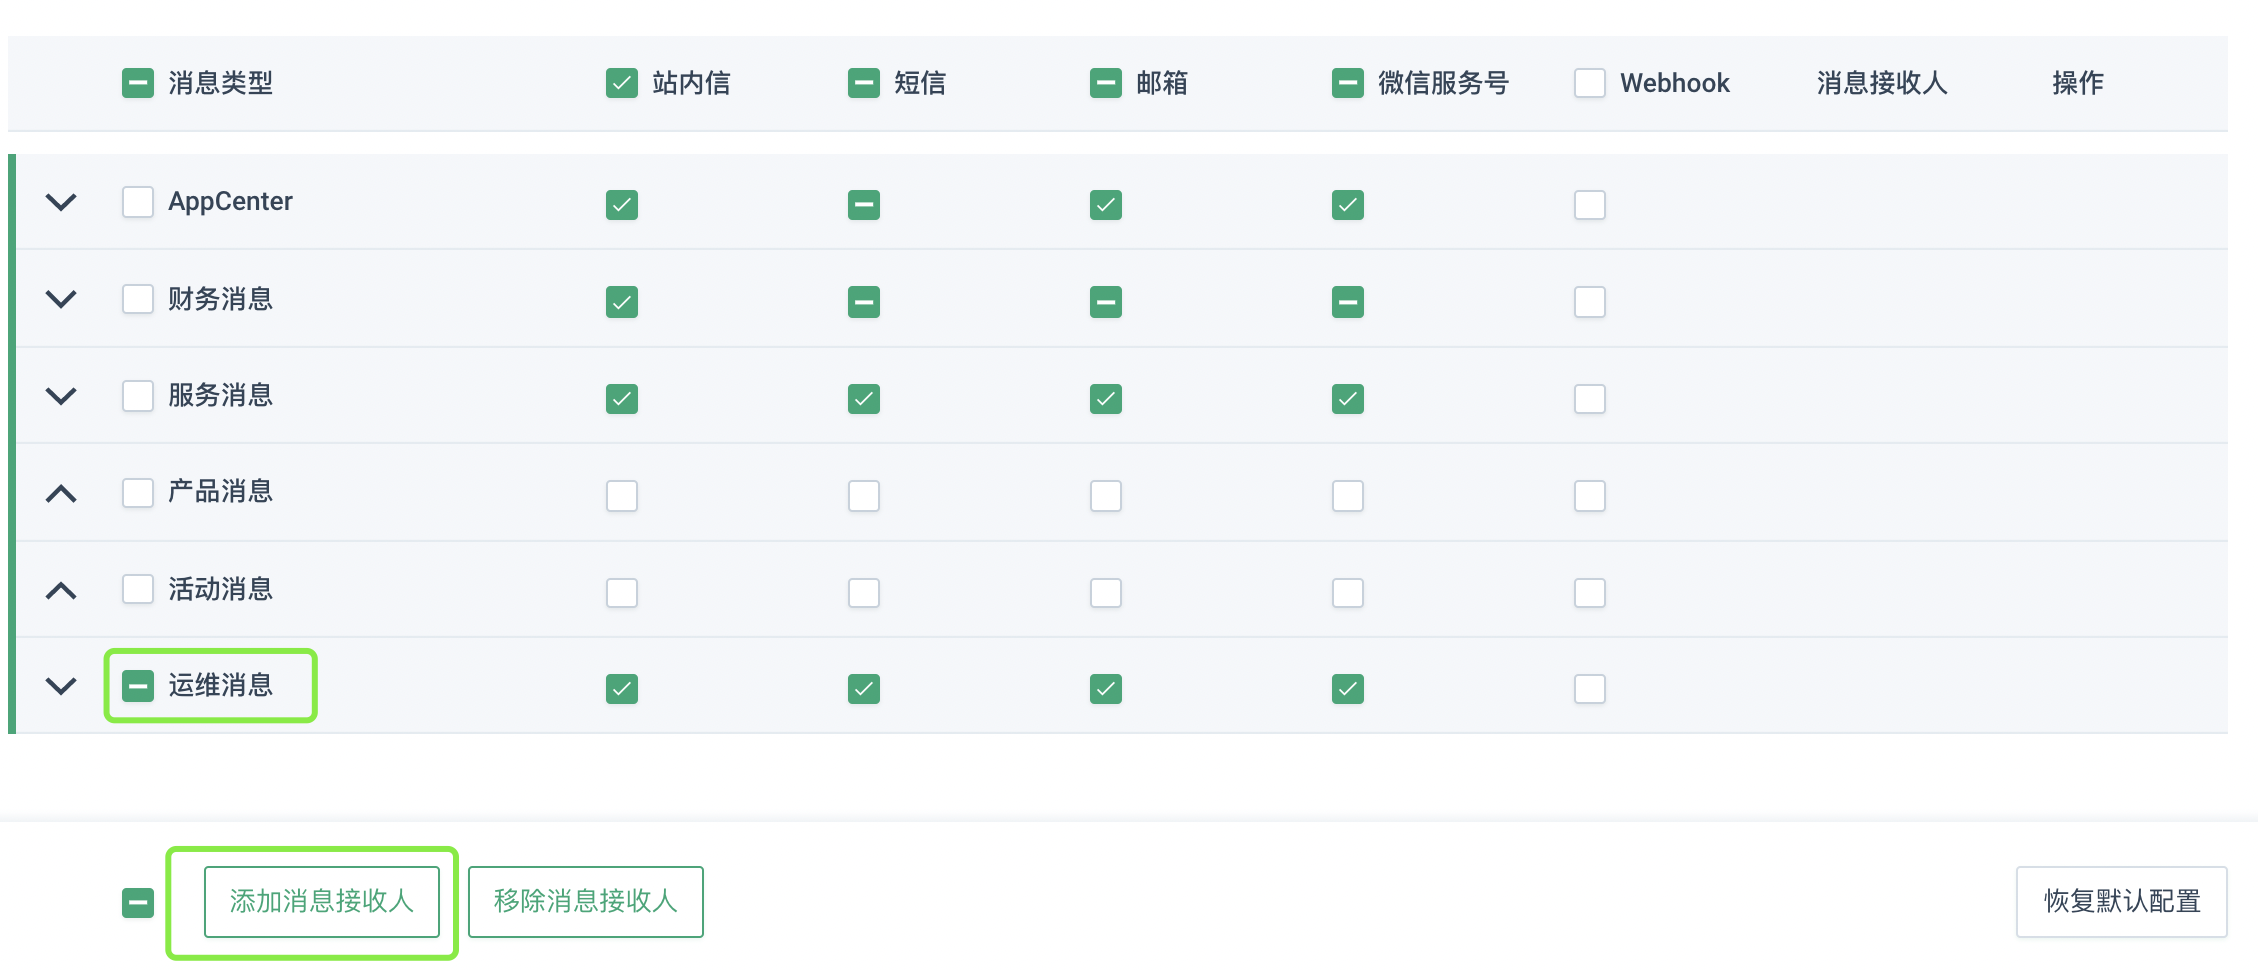 消息类型 站内信 短信 邮箱 微信服务号 Webhook 消息接收人 操作
AppCenter
财务消息
服务消息
产品消息
活动消息
运维消息
添加消息接收人 移除消息接收人 恢复默认配置